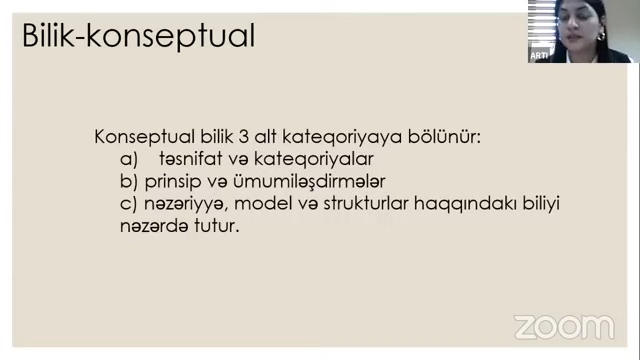 Bilik-konseptual
ARTI
Konseptual bilik 3 alt kateqoriyaya bölünür:
a) təsnifat və kateqoriyalar
b) prinsip və ümumiləşdirmələr
c) nəzəriyyə, model və strukturlar haqqındakı biliyi
nəzərdə tutur.
zoom